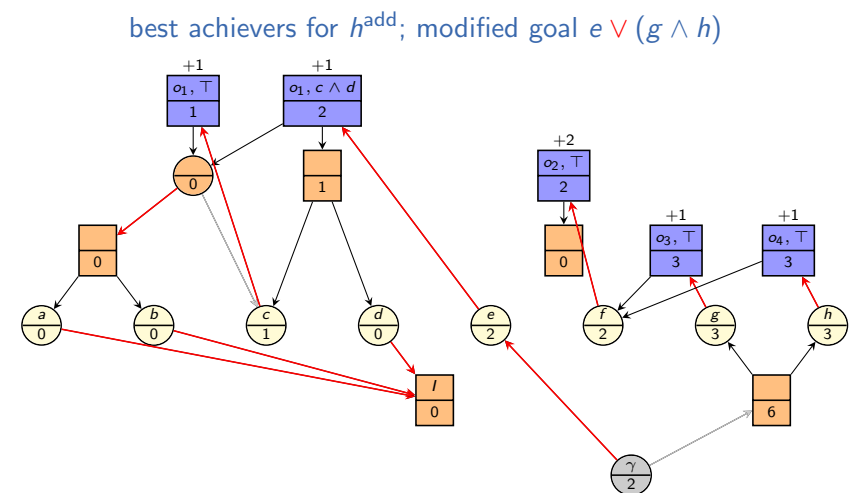 best achievers for hᵃᵈᵈ; modified goal e ∨ (g ∧ h)
+1 +1
o₁, ⊤ o₁, c ∧ d
1 2
+2
o₂, ⊤
2
0
1
+1 +1
o₃, ⊤ o₄, ⊤
3 3
0
0
a b c d e f g h
0 0 1 0 2 2 3 3
I
0
6
γ
2